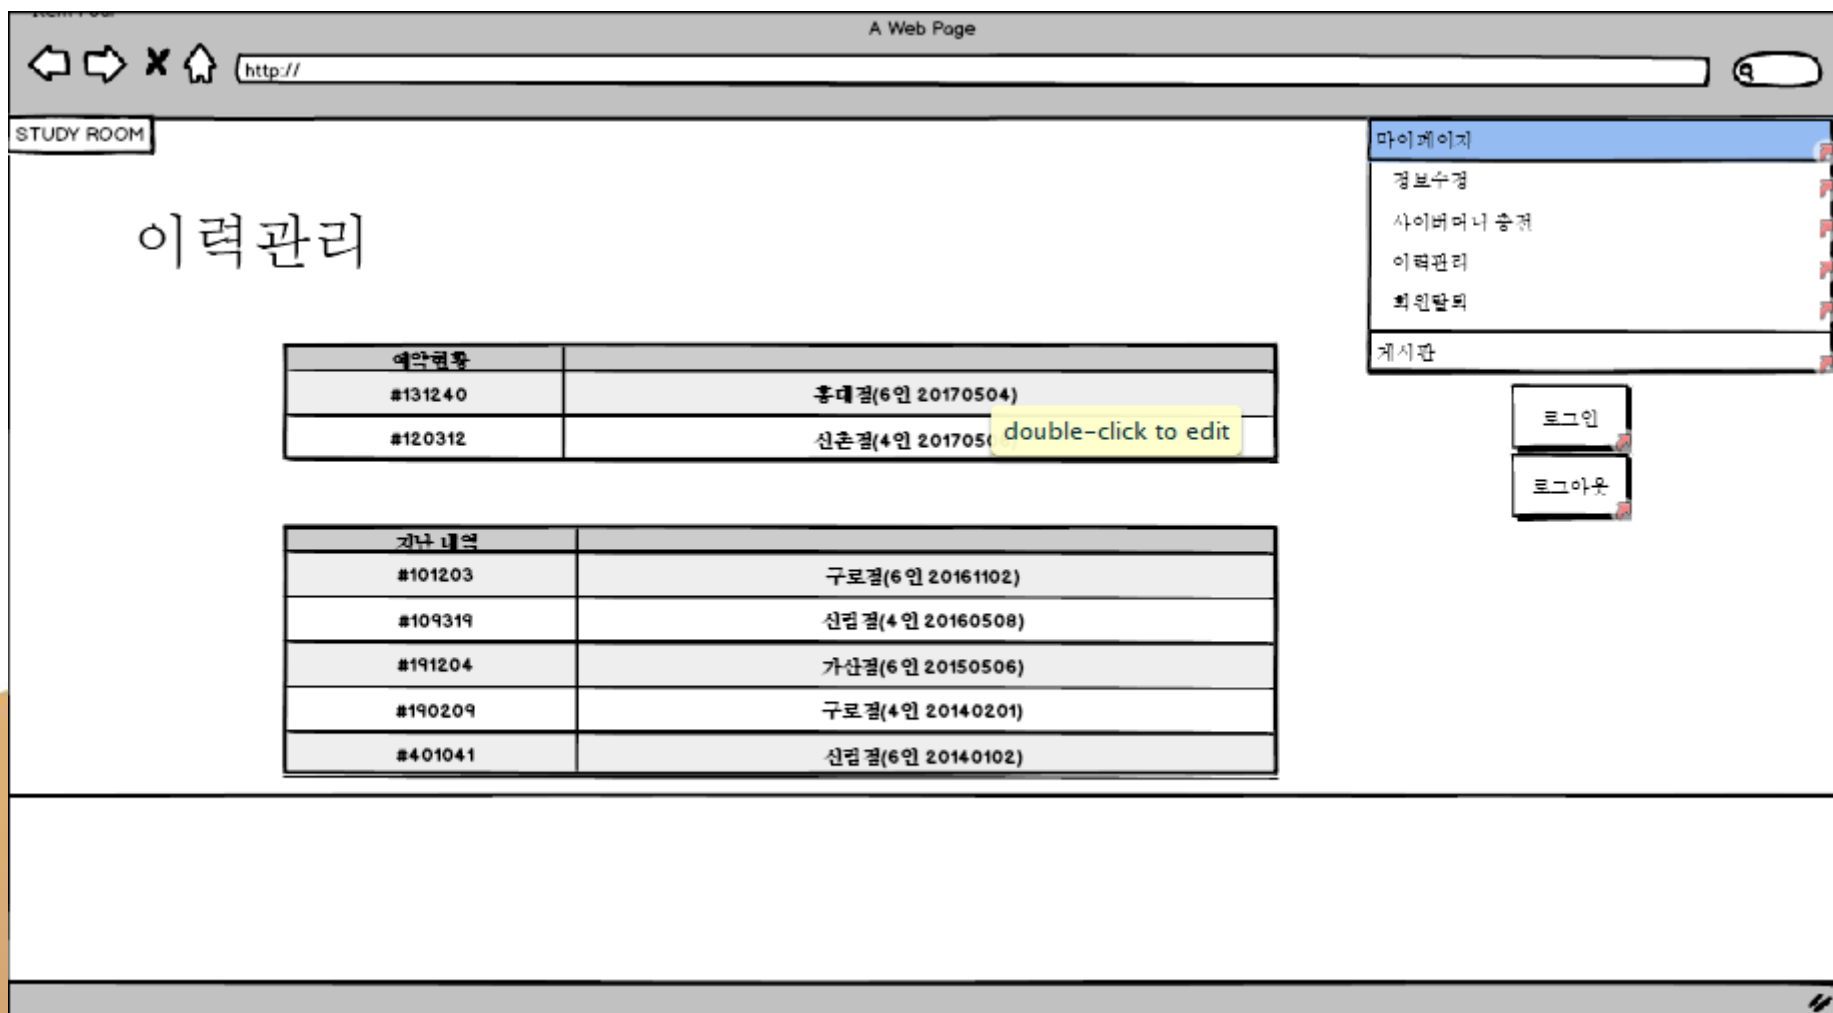 A Web Page
http://
STUDY ROOM
마이페이지
정보수정
사이버머니 충전
이력관리
회원탈퇴
게시판
로그인
로그아웃
이력관리
예약현황
#131240 홍대점(6인 20170504)
#120312 신촌점(4인 2017050
double-click to edit
지난 내역
#101203 구로점(6인 20161102)
#109319 신림점(4인 20160508)
#191204 가산점(6인 20150506)
#190209 구로점(4인 20140201)
#401041 신림점(6인 20140102)